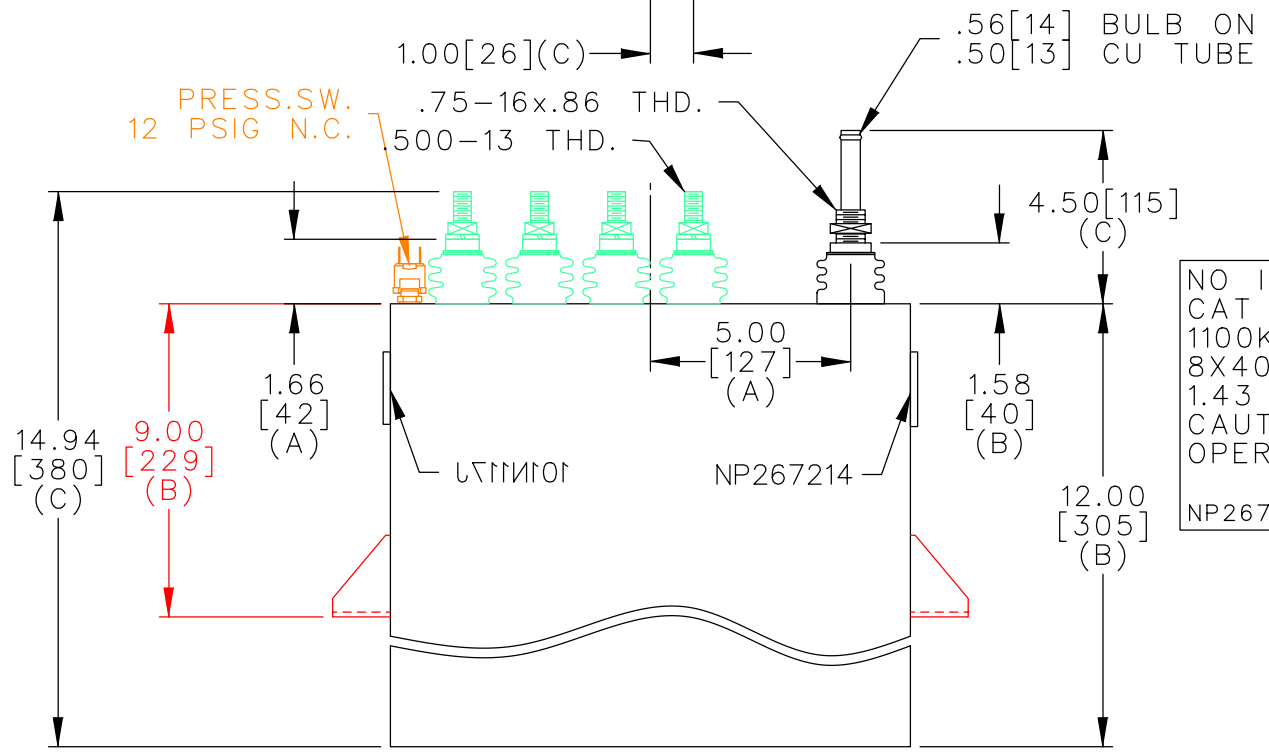 .56[14] BULB ON
.50[13] CU TUBE
1.00[26](C)
PRESS.SW.
12 PSIG N.C.
.75-16x.86 THD.
.500-13 THD.
4.50[115]
(C)
NO
CAT
1100K
8X40
1.43
CAUT
OPER
NP267
5.00
[127]
(A)
1.66
[42]
(A)
1.58
[40]
(B)
14.94
[380]
(C)
9.00
[229]
(B)
101N117J
NP267214
12.00
[305]
(B)